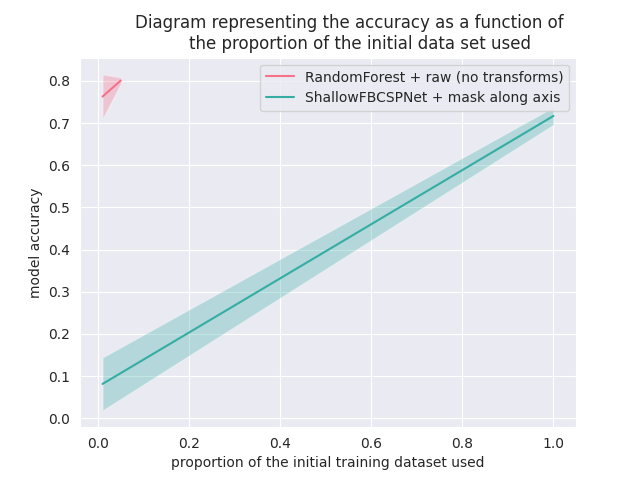 Diagram representing the accuracy as a function of
the proportion of the initial data set used
RandomForest + raw (no transforms)
ShallowFBCSPNet + mask along axis
model accuracy
0.8
0.7
0.6
0.5
0.4
0.3
0.2
0.1
0.0
0.0 0.2 0.4 0.6 0.8 1.0
proportion of the initial training dataset used